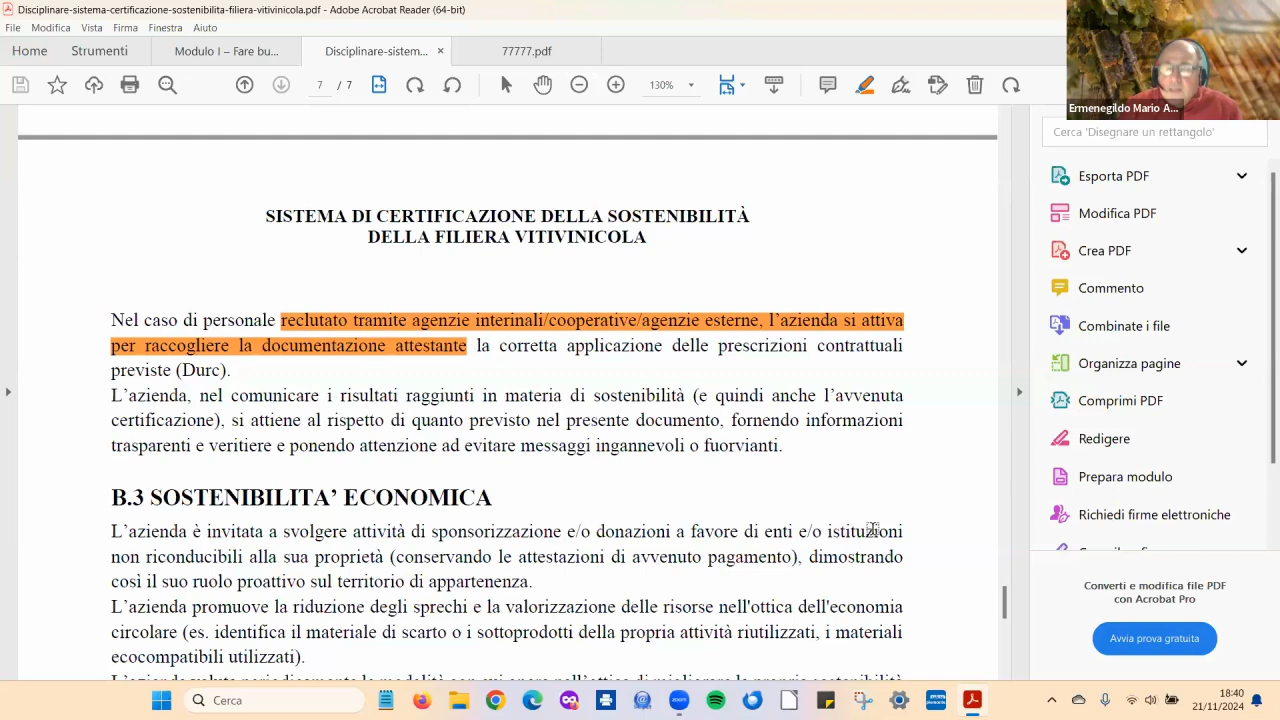 Disciplinare-sistema-certificazione-sostenibilita-filiera-vitivinicola.pdf - Adobe Acrobat Reader (64-bit)
File Modifica Vista Firma Finestra Aiuto
Home Strumenti Modulo I – Fare bu... Disciplinare-sistem... × 77777.pdf
7 / 7 130%
Ermenegildo Mario A...
Cerca 'Disegnare un rettangolo'
Esporta PDF
Modifica PDF
Crea PDF
Commento
Combinate i file
Organizza pagine
Comprimi PDF
Redigere
Prepara modulo
Richiedi firme elettroniche
Converti e modifica file PDF
con Acrobat Pro
Avvia prova gratuita
SISTEMA DI CERTIFICAZIONE DELLA SOSTENIBILITÀ
DELLA FILIERA VITIVINICOLA
Nel caso di personale reclutato tramite agenzie interinali/cooperative/agenzie esterne, l’azienda si attiva
per raccogliere la documentazione attestante la corretta applicazione delle prescrizioni contrattuali
previste (Durc).
L’azienda, nel comunicare i risultati raggiunti in materia di sostenibilità (e quindi anche l’avvenuta
certificazione), si attiene al rispetto di quanto previsto nel presente documento, fornendo informazioni
trasparenti e veritiere e ponendo attenzione ad evitare messaggi ingannevoli o fuorvianti.
B.3 SOSTENIBILITA’ ECONOMICA
L’azienda è invitata a svolgere attività di sponsorizzazione e/o donazioni a favore di enti e/o istituzioni
non riconducibili alla sua proprietà (conservando le attestazioni di avvenuto pagamento), dimostrando
così il suo ruolo proattivo sul territorio di appartenenza.
L’azienda promuove la riduzione degli sprechi e la valorizzazione delle risorse nell'ottica dell'economia
circolare (es. identifica il materiale di scarto o i sottoprodotti della propria attività riutilizzati, i materiali
ecocompatibili utilizzati).
Cerca
18:40
21/11/2024